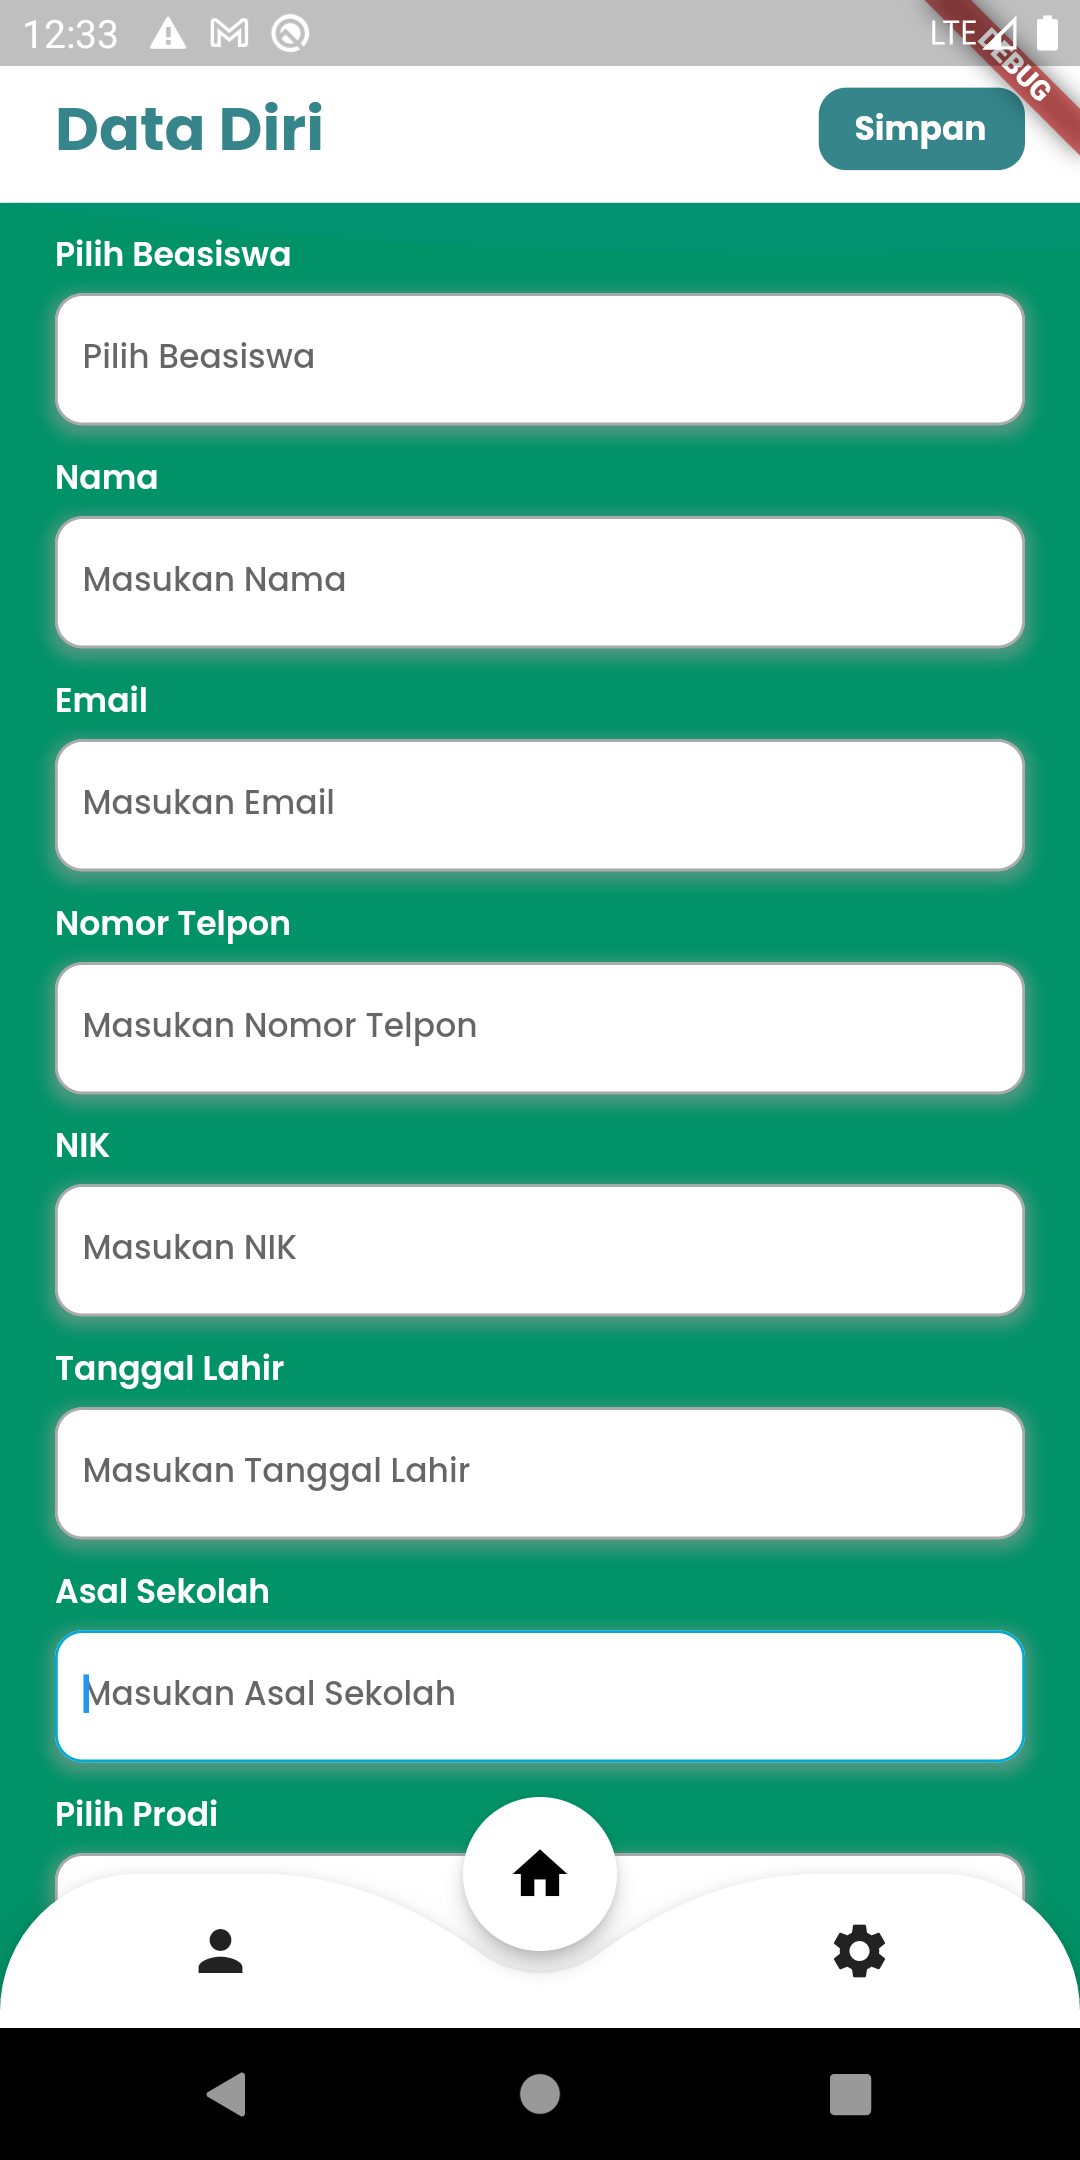 12:33 LTE
DEBUG
Data Diri
Simpan
Pilih Beasiswa
Pilih Beasiswa
Nama
Masukan Nama
Email
Masukan Email
Nomor Telpon
Masukan Nomor Telpon
NIK
Masukan NIK
Tanggal Lahir
Masukan Tanggal Lahir
Asal Sekolah
Masukan Asal Sekolah
Pilih Prodi